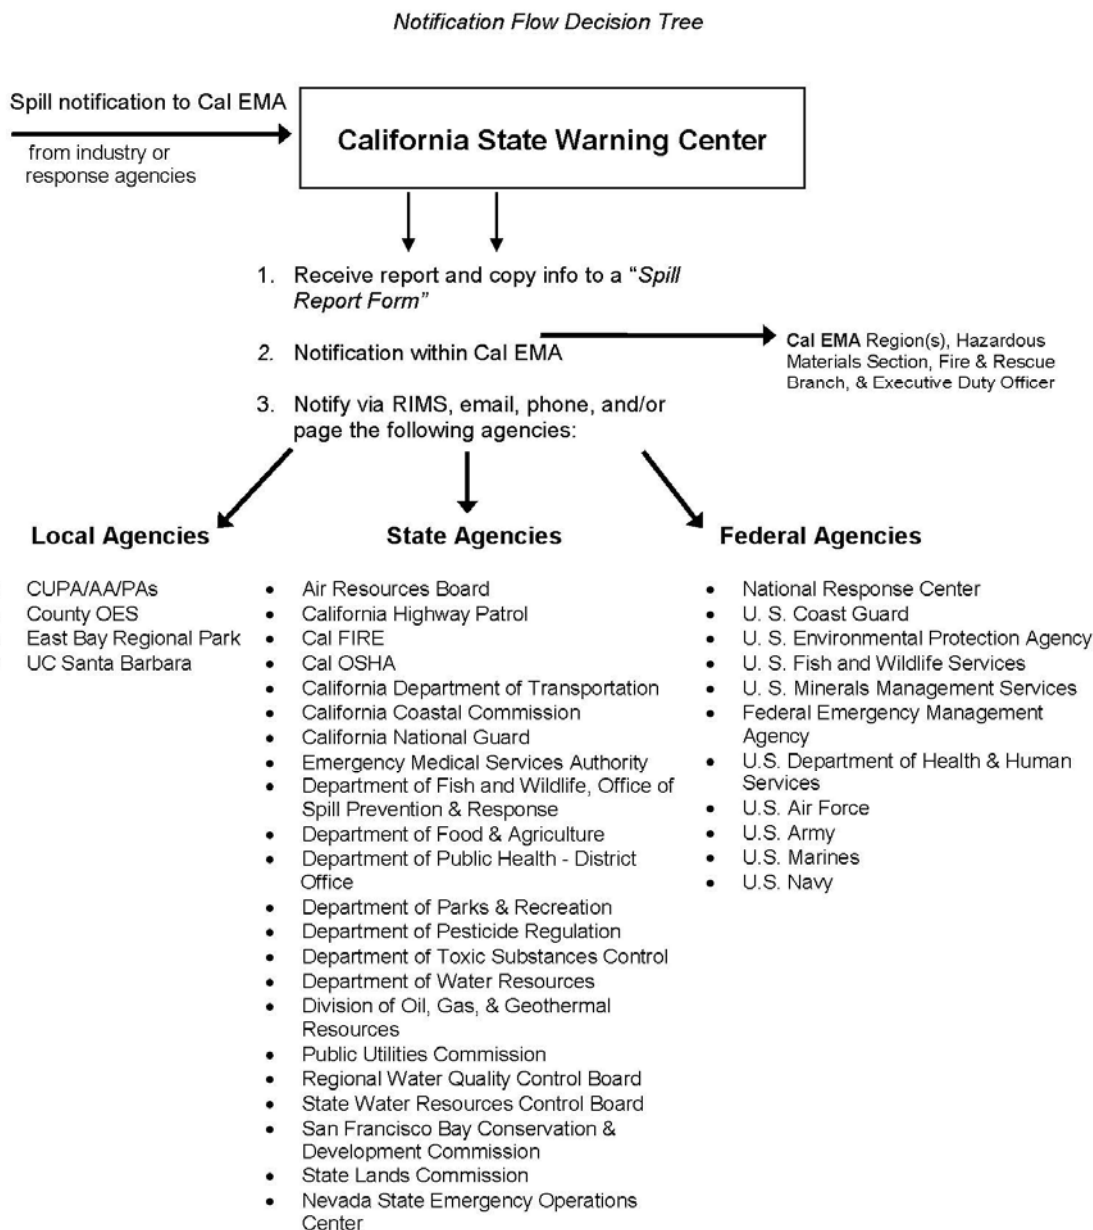 Notification Flow Decision Tree
Spill notification to Cal EMA
from industry or
response agencies
California State Warning Center
1. Receive report and copy info to a “Spill
Report Form”
2. Notification within Cal EMA
Cal EMA Region(s), Hazardous
Materials Section, Fire & Rescue
Branch, & Executive Duty Officer
3. Notify via RIMS, email, phone, and/or
page the following agencies:
Local Agencies
CUPA/AA/PAs
County OES
East Bay Regional Park
UC Santa Barbara
State Agencies
• Air Resources Board
• California Highway Patrol
• Cal FIRE
• Cal OSHA
• California Department of Transportation
• California Coastal Commission
• California National Guard
• Emergency Medical Services Authority
• Department of Fish and Wildlife, Office of
Spill Prevention & Response
• Department of Food & Agriculture
• Department of Public Health - District
Office
• Department of Parks & Recreation
• Department of Pesticide Regulation
• Department of Toxic Substances Control
• Department of Water Resources
• Division of Oil, Gas, & Geothermal
Resources
• Public Utilities Commission
• Regional Water Quality Control Board
• State Water Resources Control Board
• San Francisco Bay Conservation &
Development Commission
• State Lands Commission
• Nevada State Emergency Operations
Center
Federal Agencies
• National Response Center
• U. S. Coast Guard
• U. S. Environmental Protection Agency
• U. S. Fish and Wildlife Services
• U. S. Minerals Management Services
• Federal Emergency Management
Agency
• U.S. Department of Health & Human
Services
• U.S. Air Force
• U.S. Army
• U.S. Marines
• U.S. Navy